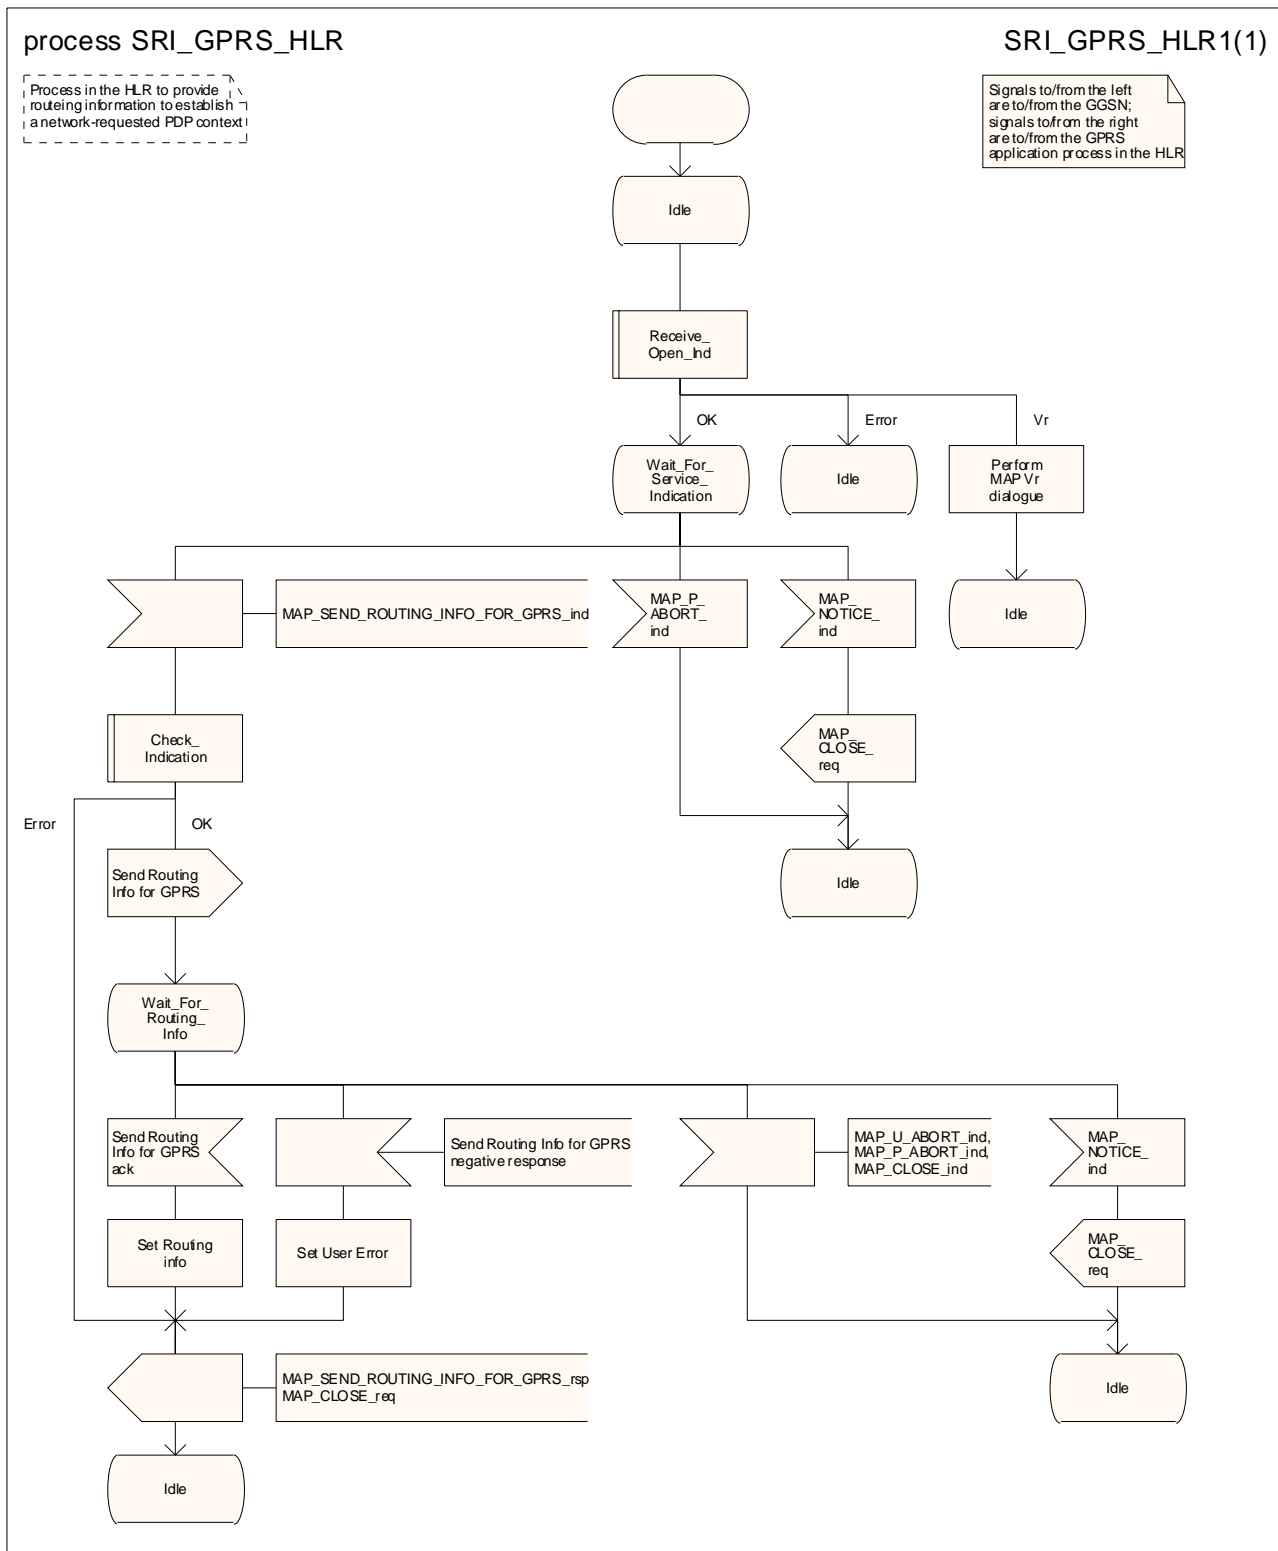 process SRI_GPRS_HLR
SRI_GPRS_HLR1(1)
Process in the HLR to provide
routeing information to establish
a network-requested PDP context
Signals to/from the left
are to/from the GGSN;
signals to/from the right
are to/from the GPRS
application process in the HLR
Idle
Receive_
Open_Ind
OK
Error
Vr
Wait_For_
Service_
Indication
Idle
Perform
MAP Vr
dialogue
MAP_SEND_ROUTING_INFO_FOR_GPRS_ind
MAP_P_
ABORT_
ind
MAP_
NOTICE_
ind
Idle
Check_
Indication
MAP_
CLOSE_
req
Error
OK
Send Routing
Info for GPRS
Idle
Wait_For_
Routing_
Info
Send Routing
Info for GPRS
ack
Send Routing Info for GPRS
negative response
MAP_U_ABORT_ind,
MAP_P_ABORT_ind,
MAP_CLOSE_ind
MAP_
NOTICE_
ind
Set Routing
info
Set User Error
MAP_
CLOSE_
req
MAP_SEND_ROUTING_INFO_FOR_GPRS_rsp
MAP_CLOSE_req
Idle
Idle